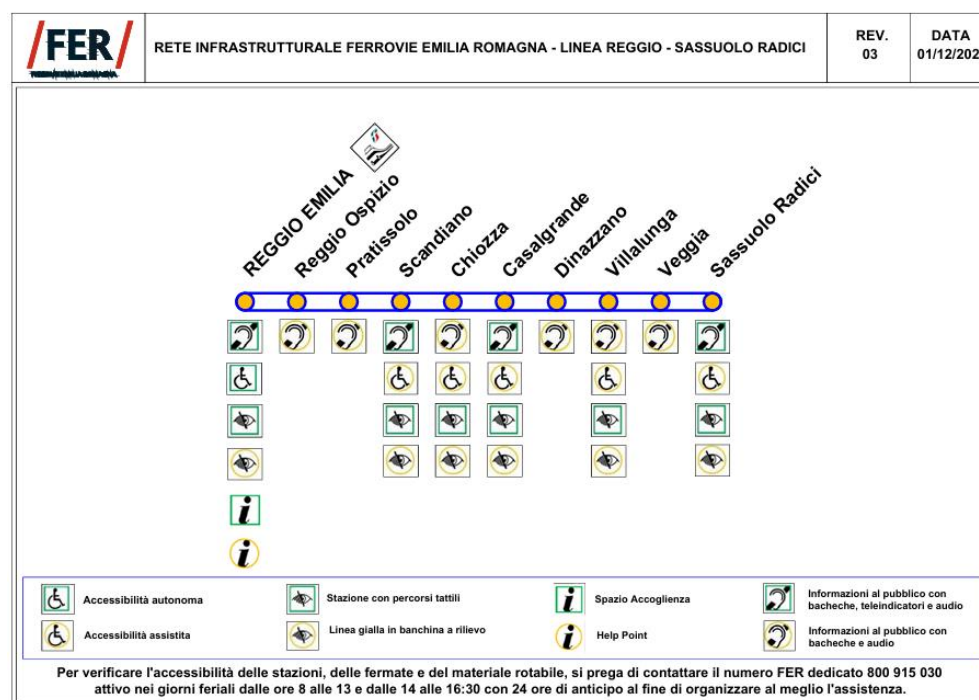 /FER/
RETE INFRASTRUTTURALE FERROVIE EMILIA ROMAGNA - LINEA REGGIO - SASSUOLO RADICI
REV.
03
DATA
01/12/202
REGGIO EMILIA
Reggio Ospizio
Pratissolo
Scandiano
Chiozza
Casalgrande
Dinazzano
Villalunga
Veggia
Sassuolo Radici
Accessibilità autonoma
Stazione con percorsi tattili
Spazio Accoglienza
Informazioni al pubblico con
bacheche, teleindicatori e audio
Accessibilità assistita
Linea gialla in banchina a rilievo
Help Point
Informazioni al pubblico con
bacheche e audio
Per verificare l'accessibilità delle stazioni, delle fermate e del materiale rotabile, si prega di contattare il numero FER dedicato 800 915 030
attivo nei giorni feriali dalle ore 8 alle 13 e dalle 14 alle 16:30 con 24 ore di anticipo al fine di organizzare al meglio l'assistenza.